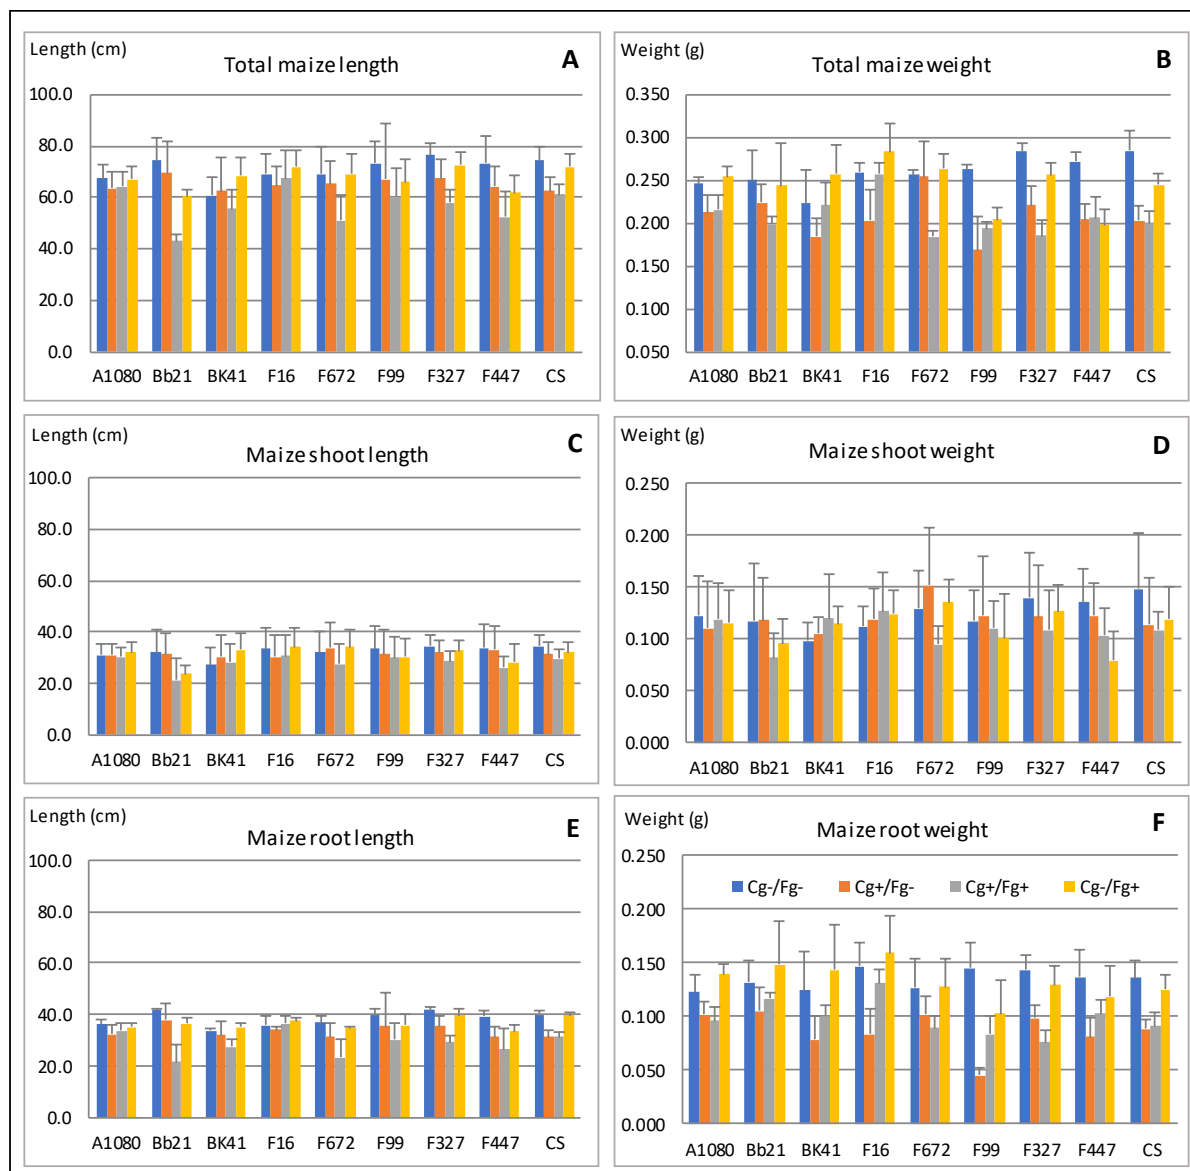 Length (cm)
Total maize length
A
100.0
80.0
60.0
40.0
20.0
0.0
A1080 Bb21 BK41 F16 F672 F99 F327 F447 CS
Weight (g)
Total maize weight
B
0.350
0.300
0.250
0.200
0.150
0.100
0.050
A1080 Bb21 BK41 F16 F672 F99 F327 F447 CS
Length (cm)
Maize shoot length
C
100.0
80.0
60.0
40.0
20.0
0.0
A1080 Bb21 BK41 F16 F672 F99 F327 F447 CS
Weight (g)
Maize shoot weight
D
0.250
0.200
0.150
0.100
0.050
0.000
A1080 Bb21 BK41 F16 F672 F99 F327 F447 CS
Length (cm)
Maize root length
E
100.0
80.0
60.0
40.0
20.0
0.0
A1080 Bb21 BK41 F16 F672 F99 F327 F447 CS
Weight (g)
Maize root weight
F
0.250
Cg-/Fg- Cg+/Fg- Cg+/Fg+ Cg-/Fg+
0.200
0.150
0.100
0.050
0.000
A1080 Bb21 BK41 F16 F672 F99 F327 F447 CS